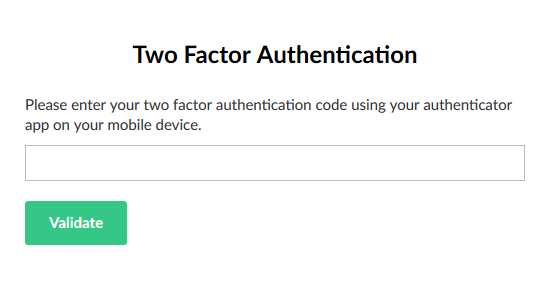 Two Factor Authentication
Please enter your two factor authentication code using your authenticator
app on your mobile device.
Validate